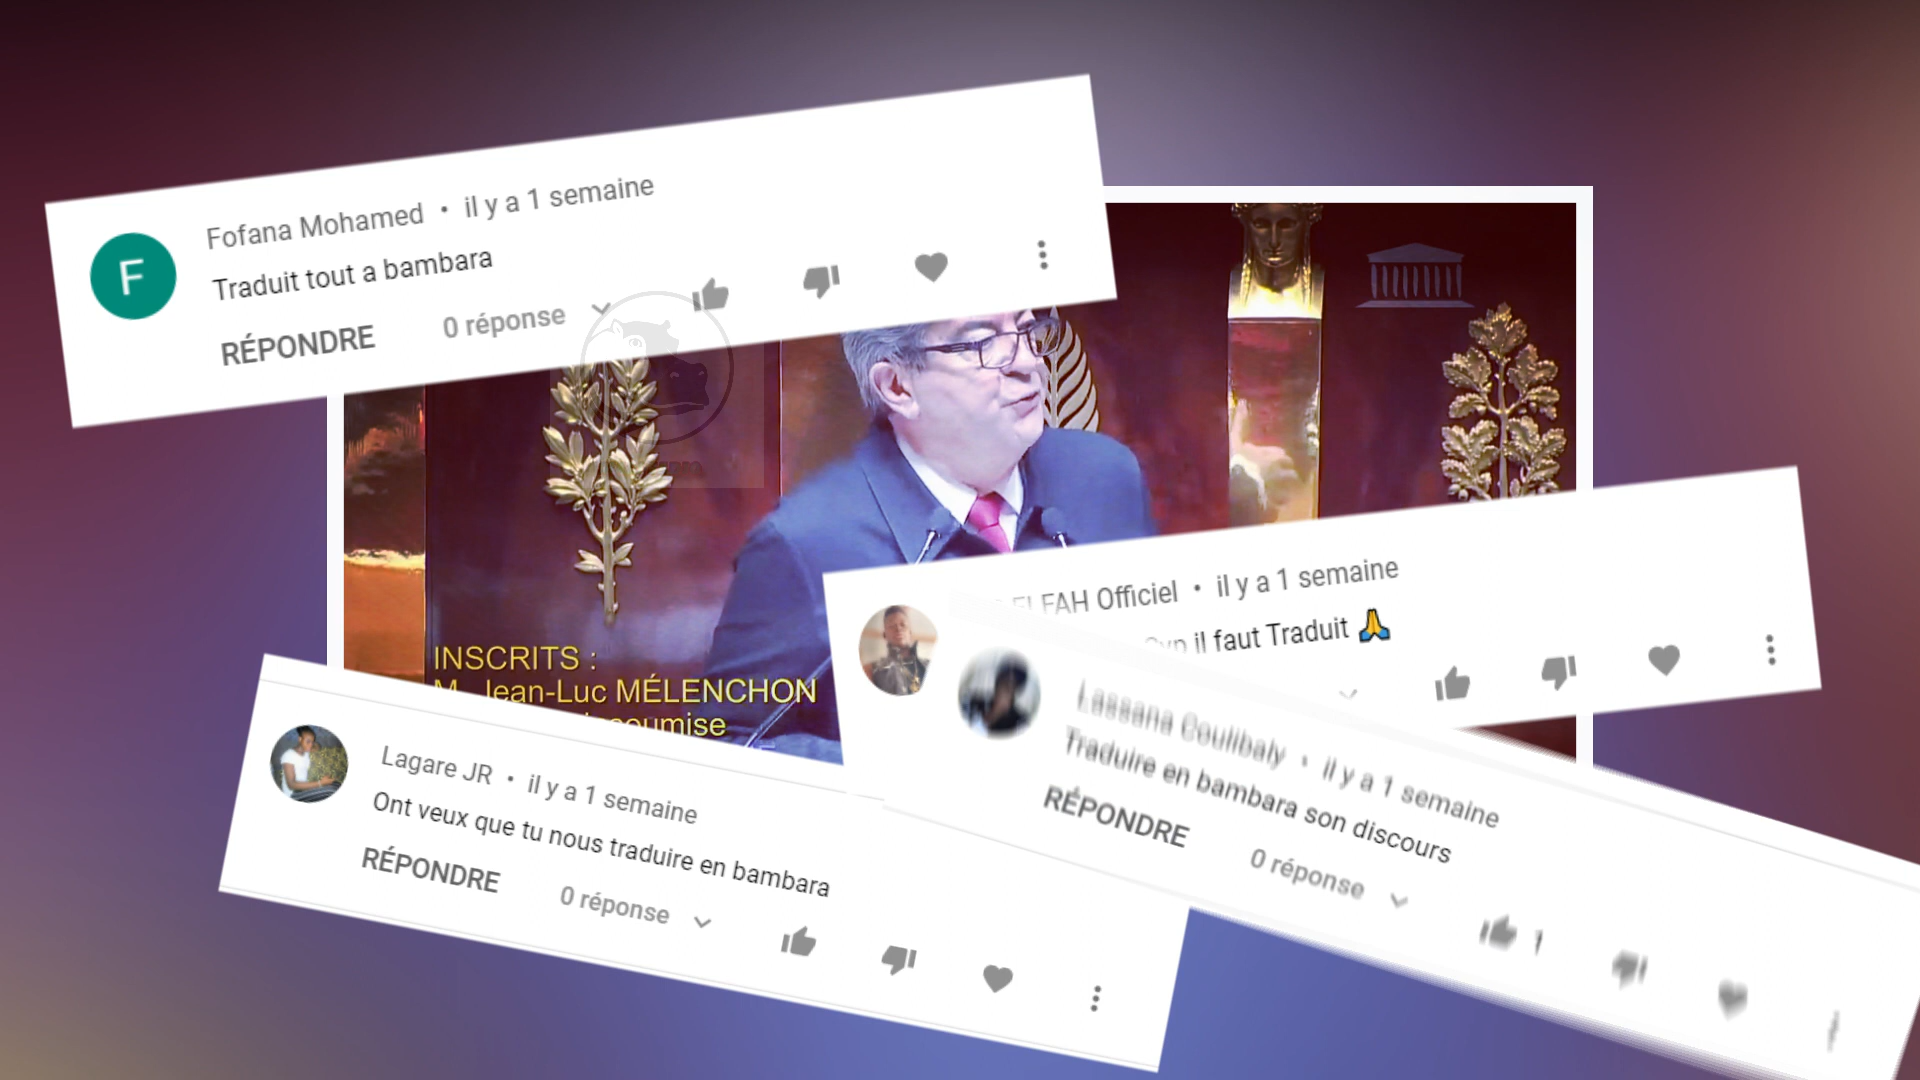 Fofana Mohamed • il y a 1 semaine
Traduit tout a bambara
RÉPONDRE 0 réponse
F
INSCRITS :
M. Jean-Luc MÉLENCHON
FAH Officiel • il y a 1 semaine
il faut Traduit 🙏
Lassana Coulibaly • il y a 1 semaine
Traduire en bambara son discours
RÉPONDRE 0 réponse 1
Lagare JR • il y a 1 semaine
Ont veux que tu nous traduire en bambara
RÉPONDRE 0 réponse